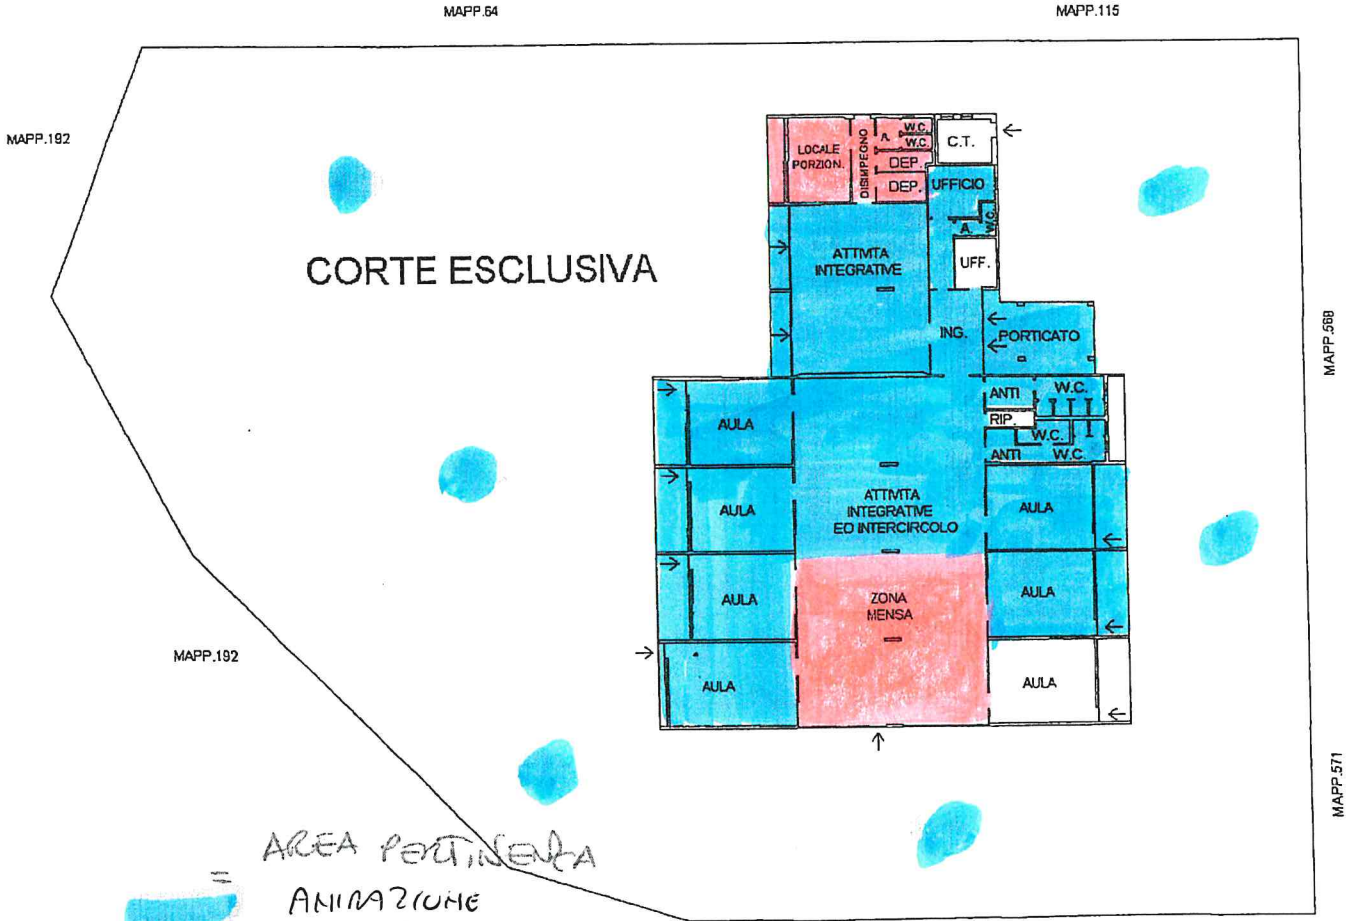 MAPP.64
MAPP.115
MAPP.192
LOCALE
PORZION.
DISIMPEGNO
A.
W.C.
W.C.
DEP.
DEP.
C.T.
UFFICIO
W.C.
A.
UFF.
CORTE ESCLUSIVA
ATTIVITA
INTEGRATIVE
ING.
PORTICATO
MAPP.568
ANTI
W.C.
RIP.
W.C.
ANTI
W.C.
AULA
AULA
ATTIVITA
INTEGRATIVE
ED INTERCIRCOLO
AULA
AULA
ZONA
MENSA
AULA
MAPP.192
AULA
AULA
MAPP.571
AREA PERTINENZA
=
ANIMAZIONE